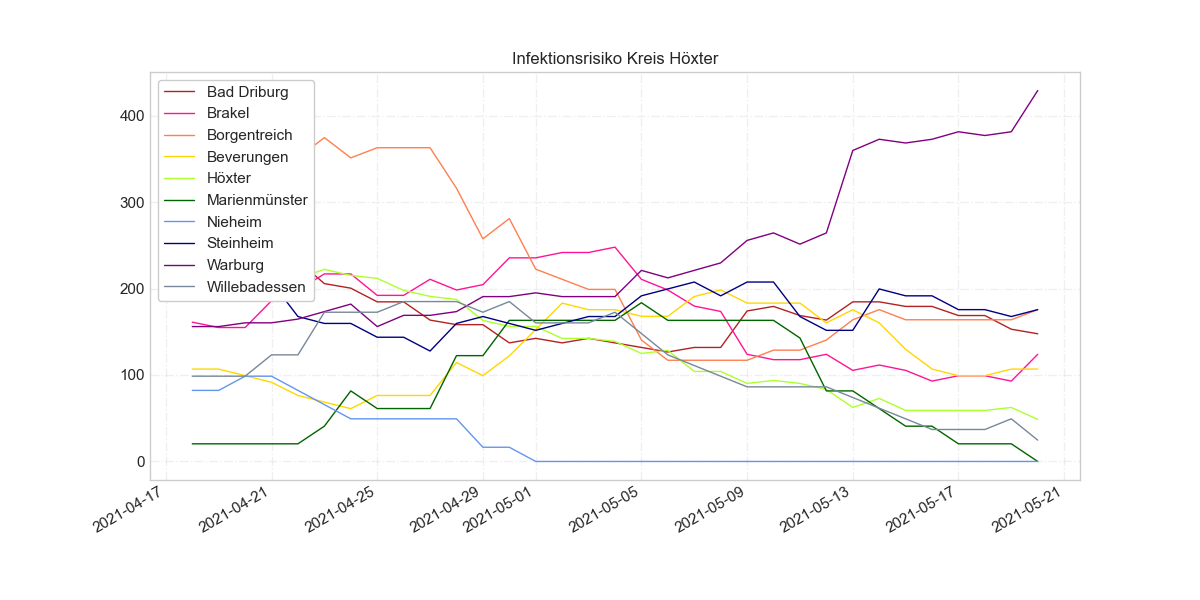 Infektionsrisiko Kreis Höxter
Bad Driburg
Brakel
Borgentreich
Beverungen
Höxter
Marienmünster
Nieheim
Steinheim
Warburg
Willebadessen
400
300
200
100
0
2021-04-17
2021-04-21
2021-04-25
2021-04-29
2021-05-01
2021-05-05
2021-05-09
2021-05-13
2021-05-17
2021-05-21